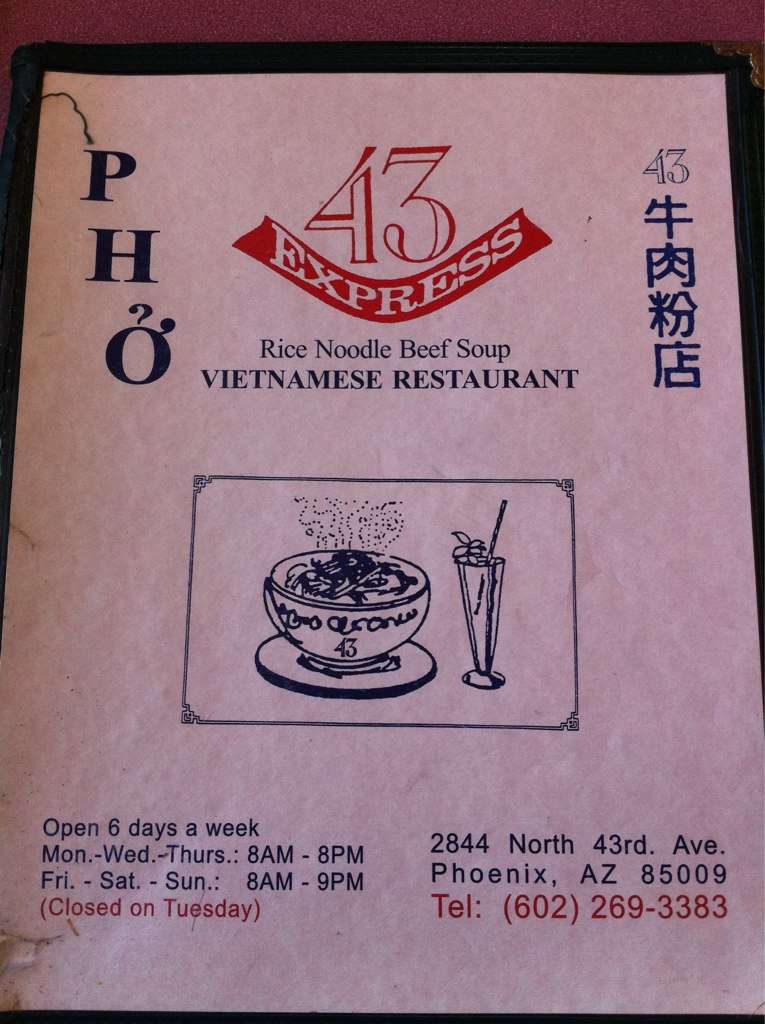 PHỞ
43
EXPRESS
Rice Noodle Beef Soup
VIETNAMESE RESTAURANT
43
牛肉粉店
43
Open 6 days a week
Mon.-Wed.-Thurs.: 8AM - 8PM
Fri. - Sat. - Sun.: 8AM - 9PM
(Closed on Tuesday)
2844 North 43rd. Ave.
Phoenix, AZ 85009
Tel: (602) 269-3383